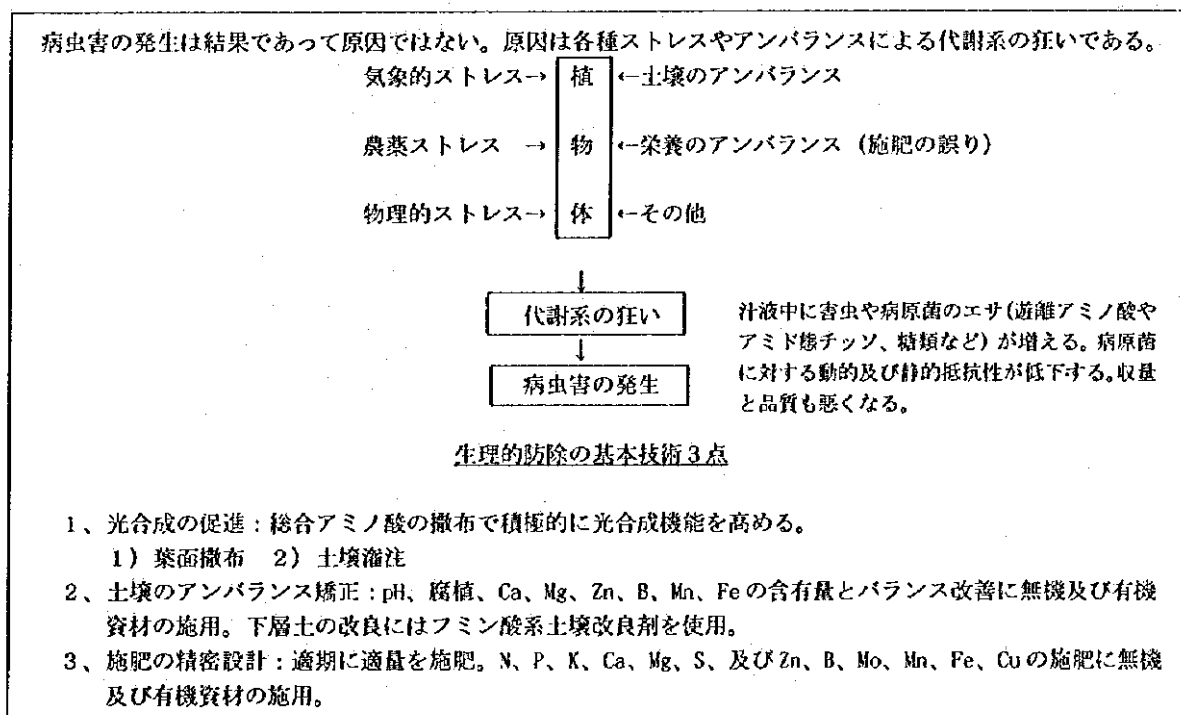 病虫害の発生は結果であって原因ではない。原因は各種ストレスやアンバランスによる代謝系の狂いである。
気象的ストレス→ 植 ←土壌のアンバランス
農薬ストレス → 物 ←栄養のアンバランス (施肥の誤り)
物理的ストレス→ 体 ←その他
↓
代謝系の狂い
↓
病虫害の発生
汁液中に害虫や病原菌のエサ(遊離アミノ酸や
アミド態チッソ、糖類など) が増える。病原菌
に対する動的及び静的抵抗性が低下する。収量
と品質も悪くなる。
生理的防除の基本技術3点
1、光合成の促進：総合アミノ酸の撒布で積極的に光合成機能を高める。
1) 葉面撒布 2) 土壌潅注
2、土壌のアンバランス矯正：pH、腐植、Ca、Mg、Zn、B、Mn、Feの含有量とバランス改善に無機及び有機
資材の施用。下層土の改良にはフミン酸系土壌改良剤を使用。
3、施肥の精密設計：適期に適量を施肥。N、P、K、Ca、Mg、S、及びZn、B、Mo、Mn、Fe、Cuの施肥に無機
及び有機資材の施用。